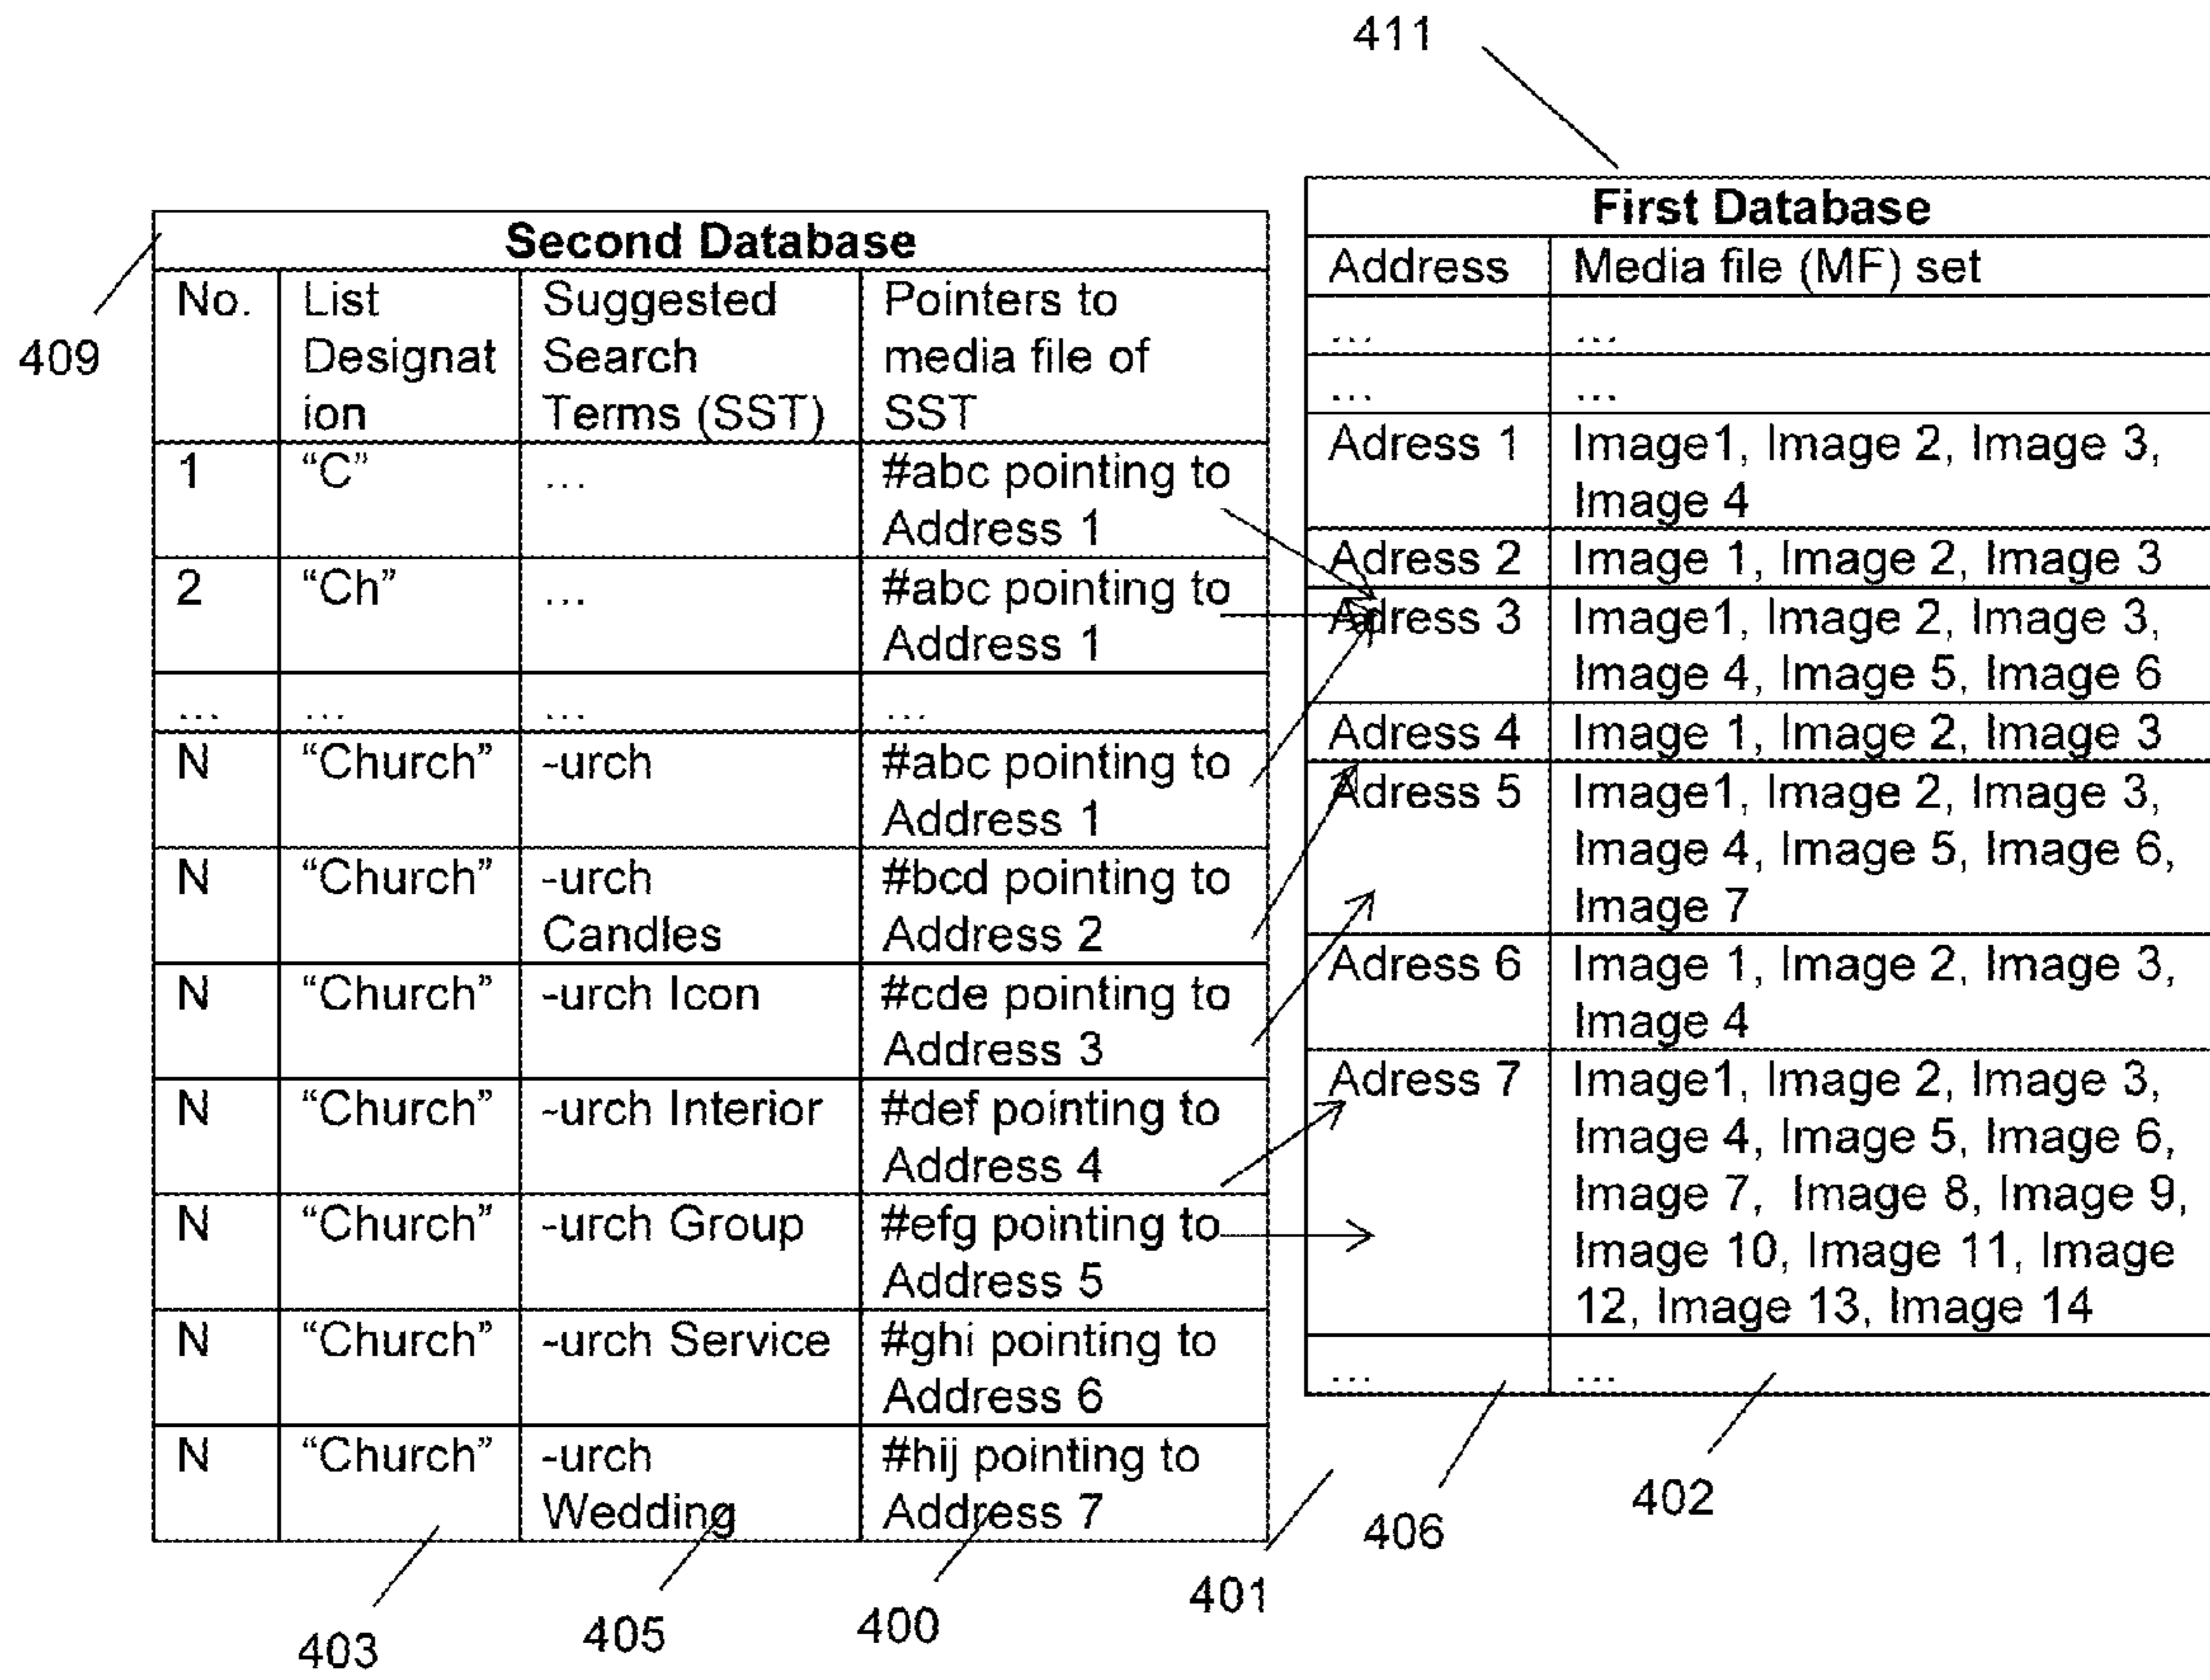 411
First Database
Address Media file (MF) set
... ...
... ...
Adress 1 Image1, Image 2, Image 3,
Image 4
Adress 2 Image 1, Image 2, Image 3
Adress 3 Image1, Image 2, Image 3,
Image 4, Image 5, Image 6
Adress 4 Image 1, Image 2, Image 3
Adress 5 Image1, Image 2, Image 3,
Image 4, Image 5, Image 6,
Image 7
Adress 6 Image 1, Image 2, Image 3,
Image 4
Adress 7 Image1, Image 2, Image 3,
Image 4, Image 5, Image 6,
Image 7, Image 8, Image 9,
Image 10, Image 11, Image
12, Image 13, Image 14
... ...
406
402
409
Second Database
No. List Suggested Pointers to
Designat Search media file of
ion Terms (SST) SST
1 “C” ... #abc pointing to
Address 1
2 “Ch” ... #abc pointing to
Address 1
... ... ... ...
N “Church” -urch #abc pointing to
Address 1
N “Church” -urch #bcd pointing to
Candles Address 2
N “Church” -urch Icon #cde pointing to
Address 3
N “Church” -urch Interior #def pointing to
Address 4
N “Church” -urch Group #efg pointing to
Address 5
N “Church” -urch Service #ghi pointing to
Address 6
N “Church” -urch #hij pointing to
Wedding Address 7
403
405
400
401